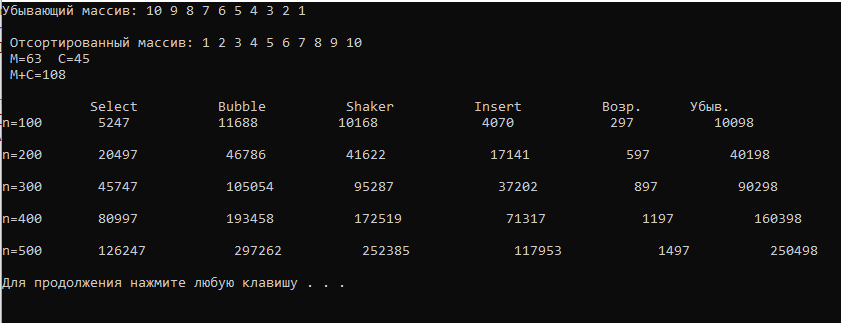 Убывающий массив: 10 9 8 7 6 5 4 3 2 1
Отсортированный массив: 1 2 3 4 5 6 7 8 9 10
M=63 C=45
M+C=108
Select Bubble Shaker Insert Возр. Убыв.
n=100 5247 11688 10168 4070 297 10098
n=200 20497 46786 41622 17141 597 40198
n=300 45747 105054 95287 37202 897 90298
n=400 80997 193458 172519 71317 1197 160398
n=500 126247 297262 252385 117953 1497 250498
Для продолжения нажмите любую клавишу . . .